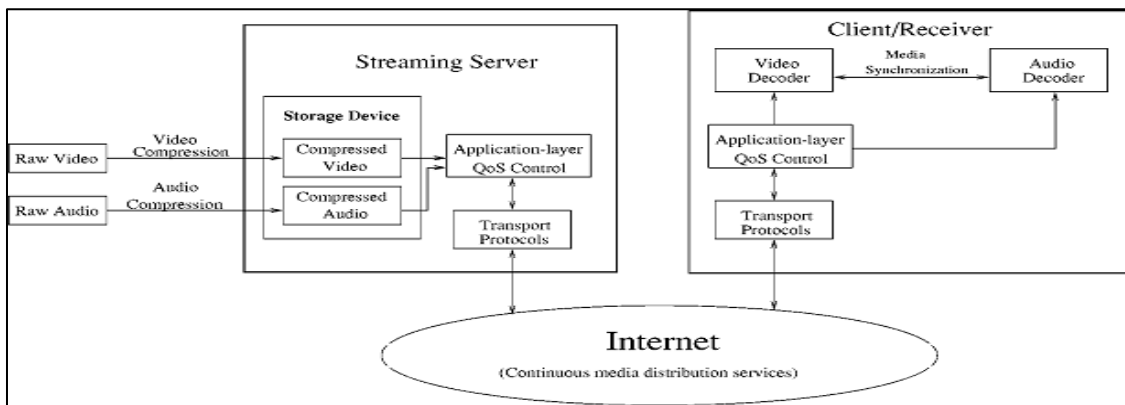 Streaming Server
Storage Device
Raw Video
Video
Compression
Compressed
Video
Application-layer
QoS Control
Raw Audio
Audio
Compression
Compressed
Audio
Transport
Protocols
Client/Receiver
Video
Decoder
Media
Synchronization
Audio
Decoder
Application-layer
QoS Control
Transport
Protocols
Internet
(Continuous media distribution services)